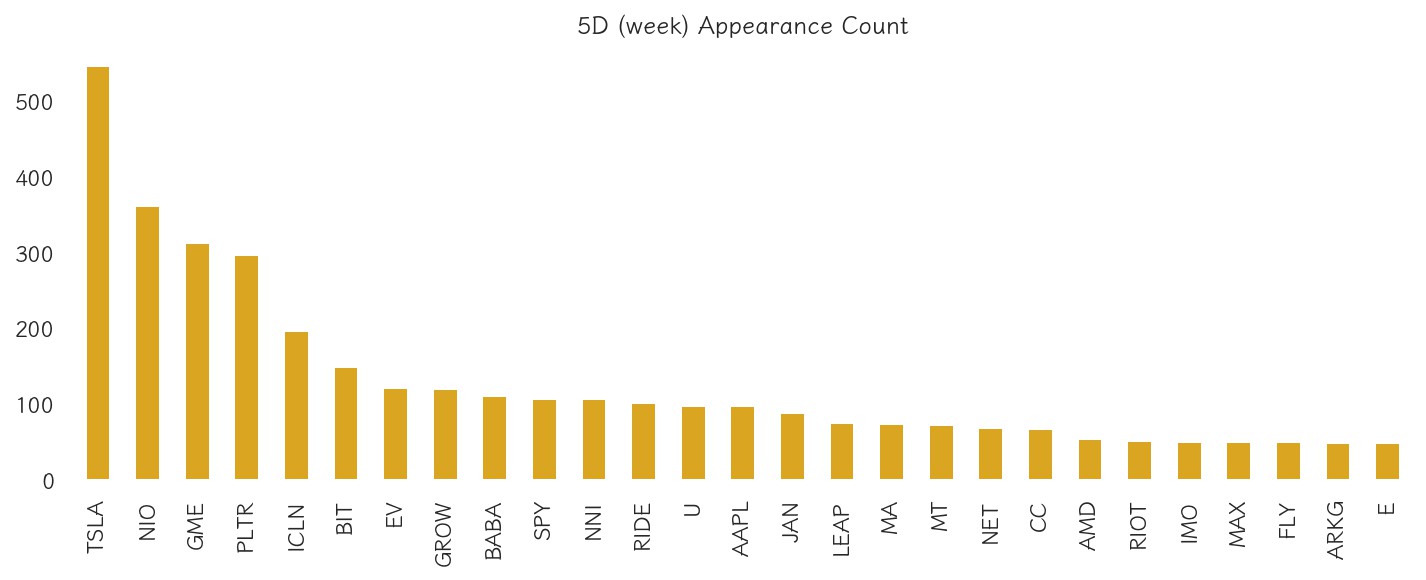 5D (week) Appearance Count
500
400
300
200
100
0
TSLA
NIO
GME
PLTR
ICLN
BIT
EV
GROW
BABA
SPY
NNI
RIDE
U
AAPL
JAN
LEAP
MA
MT
NET
CC
AMD
RIOT
IMO
MAX
FLY
ARKG
E